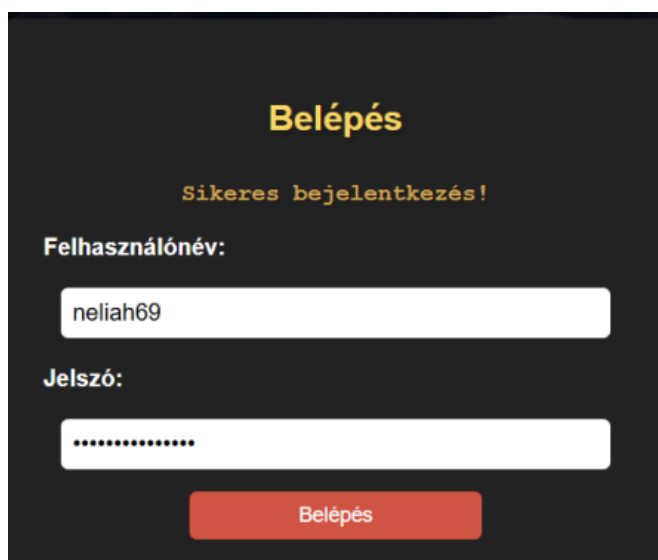 Belépés
Sikeres bejelentkezés!
Felhasználónév:
neliah69
Jelszó:
•••••••••••••••
Belépés